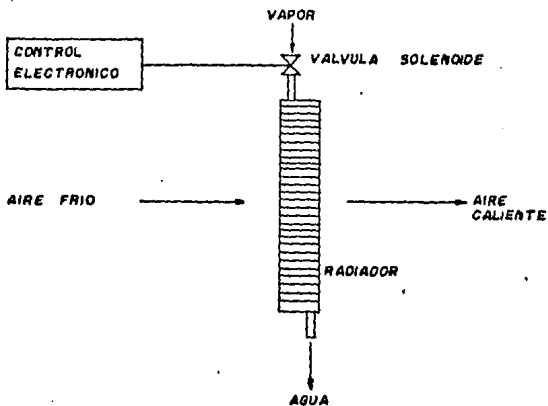 VAPOR
CONTROL
ELECTRONICO
VALVULA SOLENOIDE
AIRE FRIO
AIRE
CALIENTE
RADIADOR
AGUA